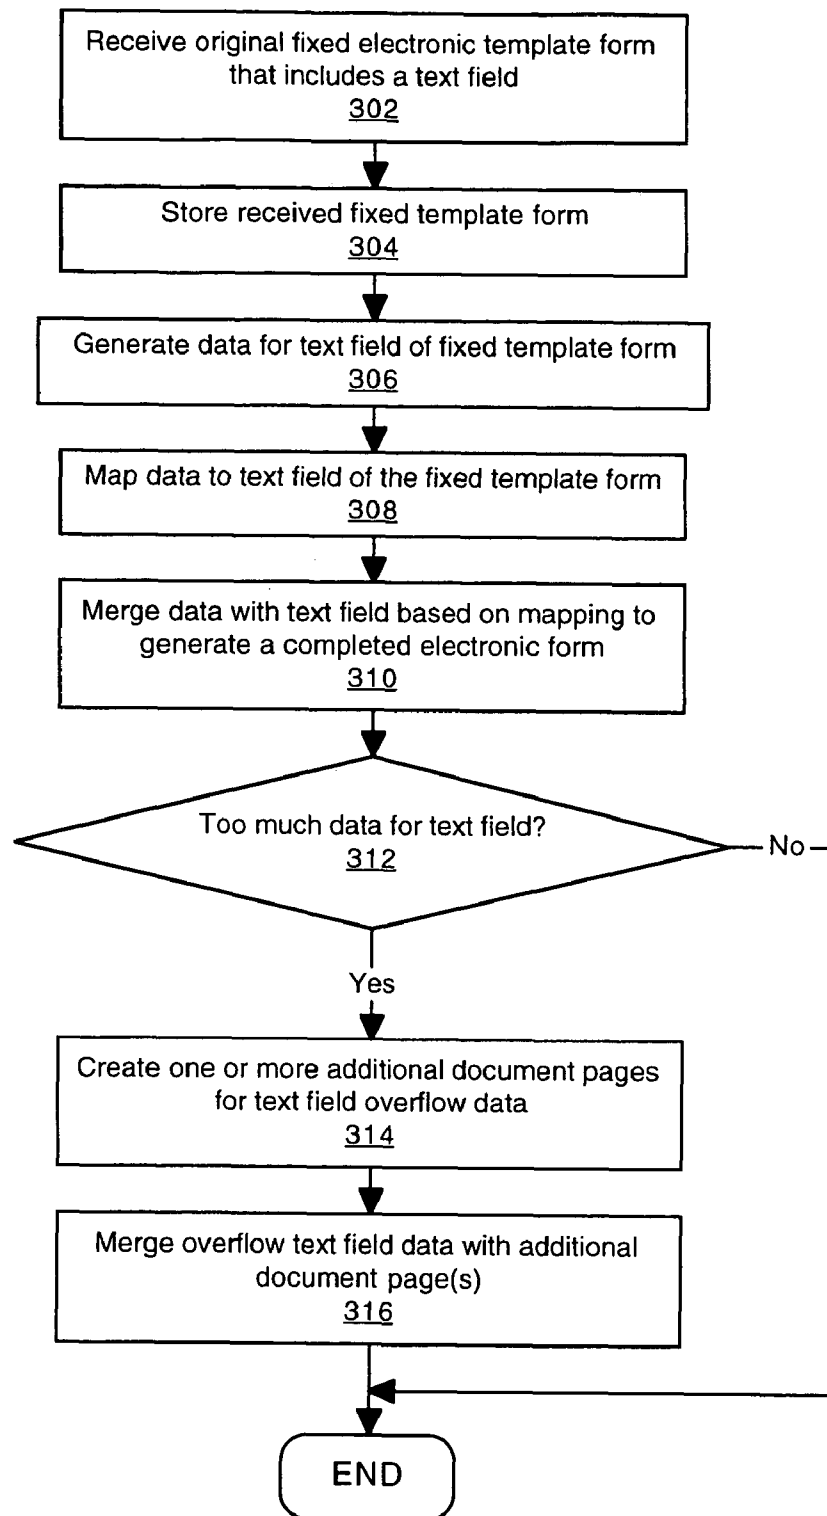 Receive original fixed electronic template form
that includes a text field
302
Store received fixed template form
304
Generate data for text field of fixed template form
306
Map data to text field of the fixed template form
308
Merge data with text field based on mapping to
generate a completed electronic form
310
Too much data for text field?
312
No
Yes
Create one or more additional document pages
for text field overflow data
314
Merge overflow text field data with additional
document page(s)
316
END